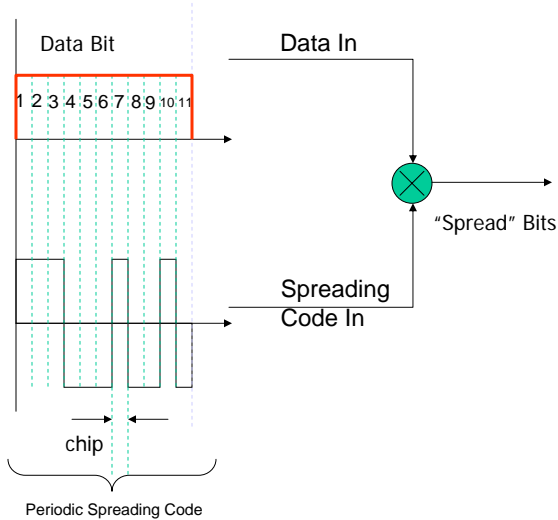 Data Bit
Data In
1 2 3 4 5 6 7 8 9 10 11
"Spread" Bits
Spreading
Code In
chip
Periodic Spreading Code